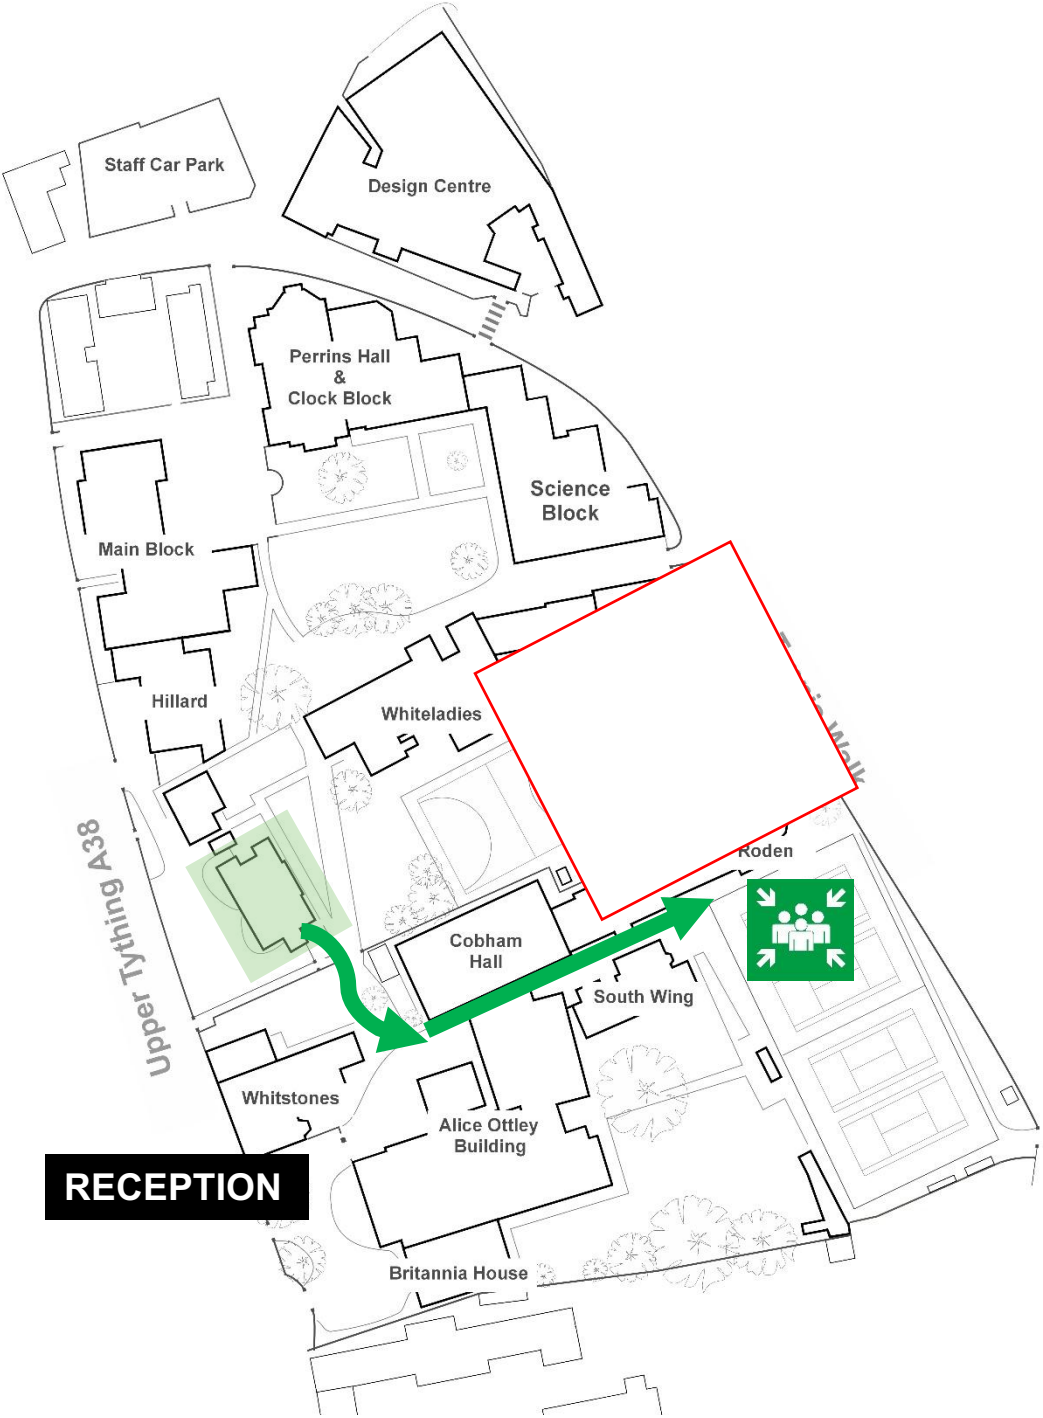 Staff Car Park
Design Centre
Perrins Hall
&
Clock Block
Science
Block
Main Block
Hillard
Whiteladies
Walk
Upper Tything A38
Roden
Cobham
Hall
South Wing
Whitstones
Alice Ottley
Building
RECEPTION
Britannia House